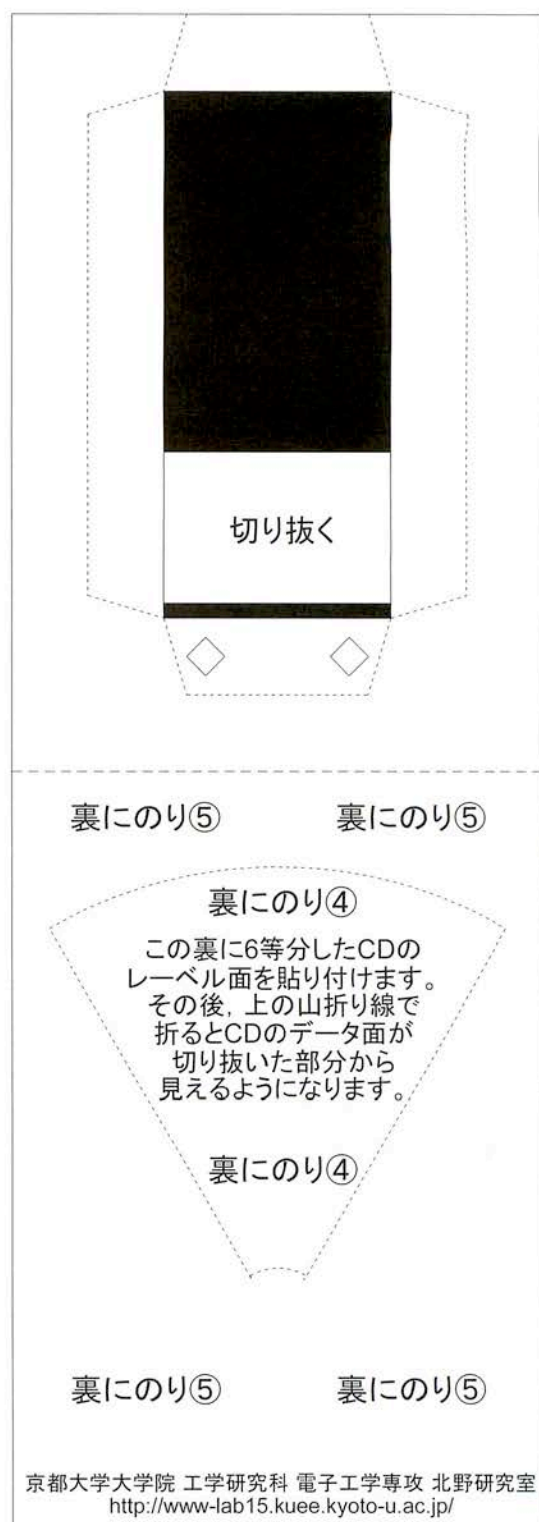 切り抜く
裏にのり⑤ 裏にのり⑤
裏にのり④
この裏に6等分したCDの
レーベル面を貼り付けます。
その後，上の山折り線で
折るとCDのデータ面が
切り抜いた部分から
見えるようになります。
裏にのり④
裏にのり⑤ 裏にのり⑤
京都大学大学院 工学研究科 電子工学専攻 北野研究室
http://www-lab15.kuee.kyoto-u.ac.jp/